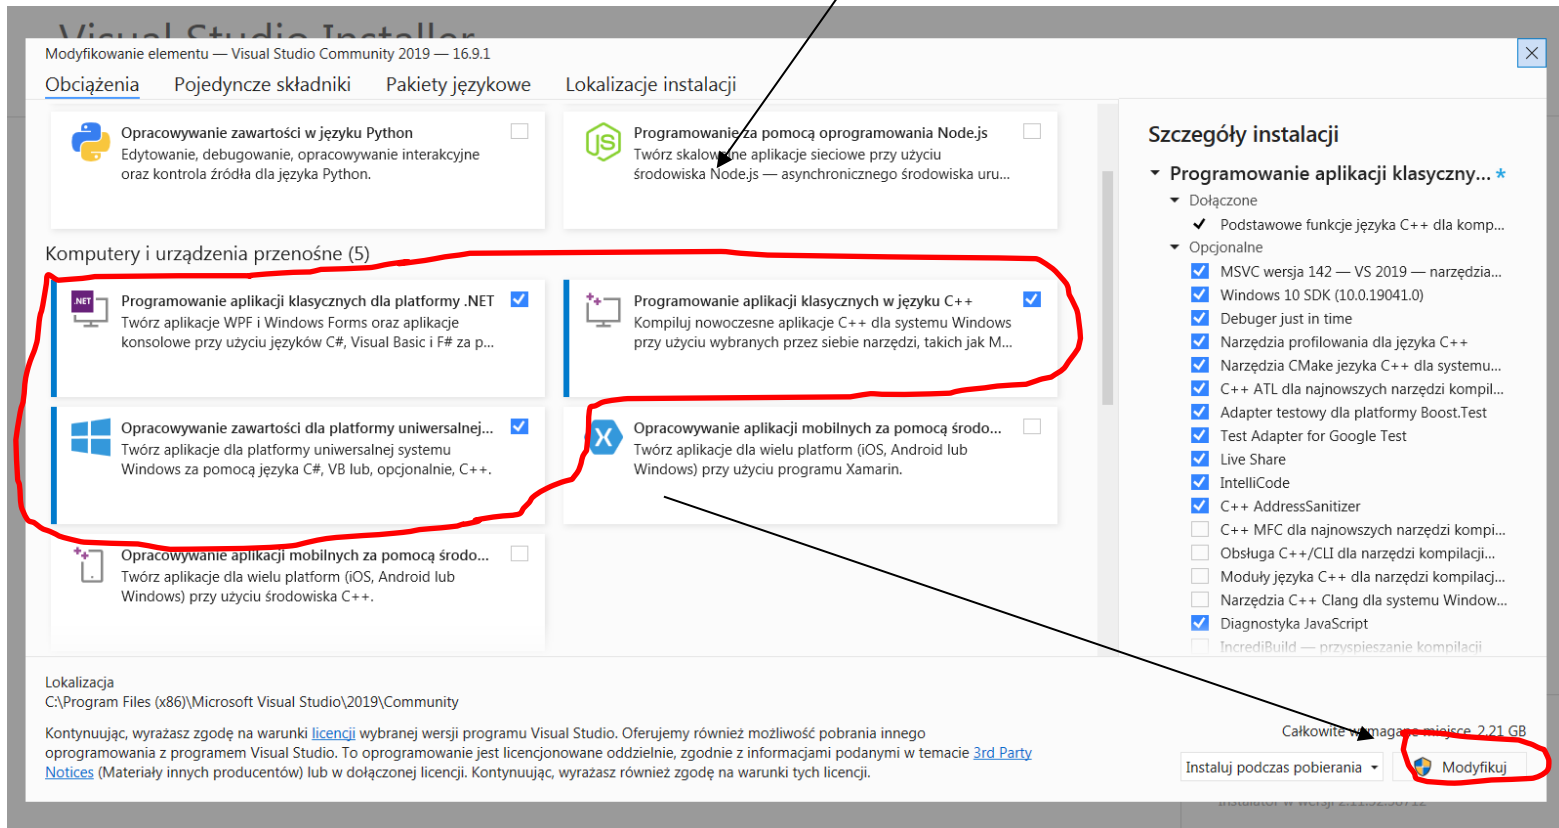 Visual Studio Installer
Modyfikowanie elementu — Visual Studio Community 2019 — 16.9.1
Obciążenia Pojedyncze składniki Pakiety językowe Lokalizacje instalacji
Opracowywanie zawartości w języku Python
Edytowanie, debugowanie, opracowywanie interakcyjne
oraz kontrola źródła dla języka Python.
Programowanie za pomocą oprogramowania Node.js
Twórz skalowalne aplikacje sieciowe przy użyciu
środowiska Node.js — asynchronicznego środowiska uru...
Komputery i urządzenia przenośne (5)
.NET
Programowanie aplikacji klasycznych dla platformy .NET
Twórz aplikacje WPF i Windows Forms oraz aplikacje
konsolowe przy użyciu języków C#, Visual Basic i F# za p...
Programowanie aplikacji klasycznych w języku C++
Kompiluj nowoczesne aplikacje C++ dla systemu Windows
przy użyciu wybranych przez siebie narzędzi, takich jak M...
Opracowywanie zawartości dla platformy uniwersalnej...
Twórz aplikacje dla platformy uniwersalnej systemu
Windows za pomocą języka C#, VB lub, opcjonalnie, C++.
Opracowywanie aplikacji mobilnych za pomocą środo...
Twórz aplikacje dla wielu platform (iOS, Android lub
Windows) przy użyciu programu Xamarin.
Opracowywanie aplikacji mobilnych za pomocą środo...
Twórz aplikacje dla wielu platform (iOS, Android lub
Windows) przy użyciu środowiska C++.
Szczegóły instalacji
Programowanie aplikacji klasyczny... *
Dołączone
Podstawowe funkcje języka C++ dla komp...
Opcjonalne
MSVC wersja 142 — VS 2019 — narzędzia...
Windows 10 SDK (10.0.19041.0)
Debuger just in time
Narzędzia profilowania dla języka C++
Narzędzia CMake jezyka C++ dla systemu...
C++ ATL dla najnowszych narzędzi kompil...
Adapter testowy dla platformy Boost.Test
Test Adapter for Google Test
Live Share
IntelliCode
C++ AddressSanitizer
C++ MFC dla najnowszych narzędzi kompi...
Obsługa C++/CLI dla narzędzi kompilacji...
Moduły języka C++ dla narzędzi kompilacj...
Narzędzia C++ Clang dla systemu Window...
Diagnostyka JavaScript
IncrediBuild — przyspieszanie kompilacji
Lokalizacja
C:\Program Files (x86)\Microsoft Visual Studio\2019\Community
Kontynuując, wyrażasz zgodę na warunki licencji wybranej wersji programu Visual Studio. Oferujemy również możliwość pobrania innego
oprogramowania z programem Visual Studio. To oprogramowanie jest licencjonowane oddzielnie, zgodnie z informacjami podanymi w temacie 3rd Party
Notices (Materiały innych producentów) lub w dołączonej licencji. Kontynuując, wyrażasz również zgodę na warunki tych licencji.
Całkowite wymagane miejsce 2,21 GB
Instaluj podczas pobierania Modyfikuj